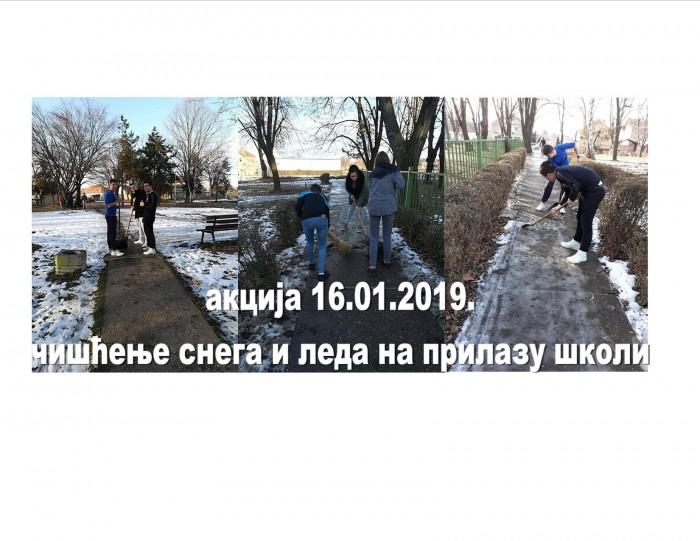 акција 16.01.2019.
чишћење снега и леда на прилазу школи